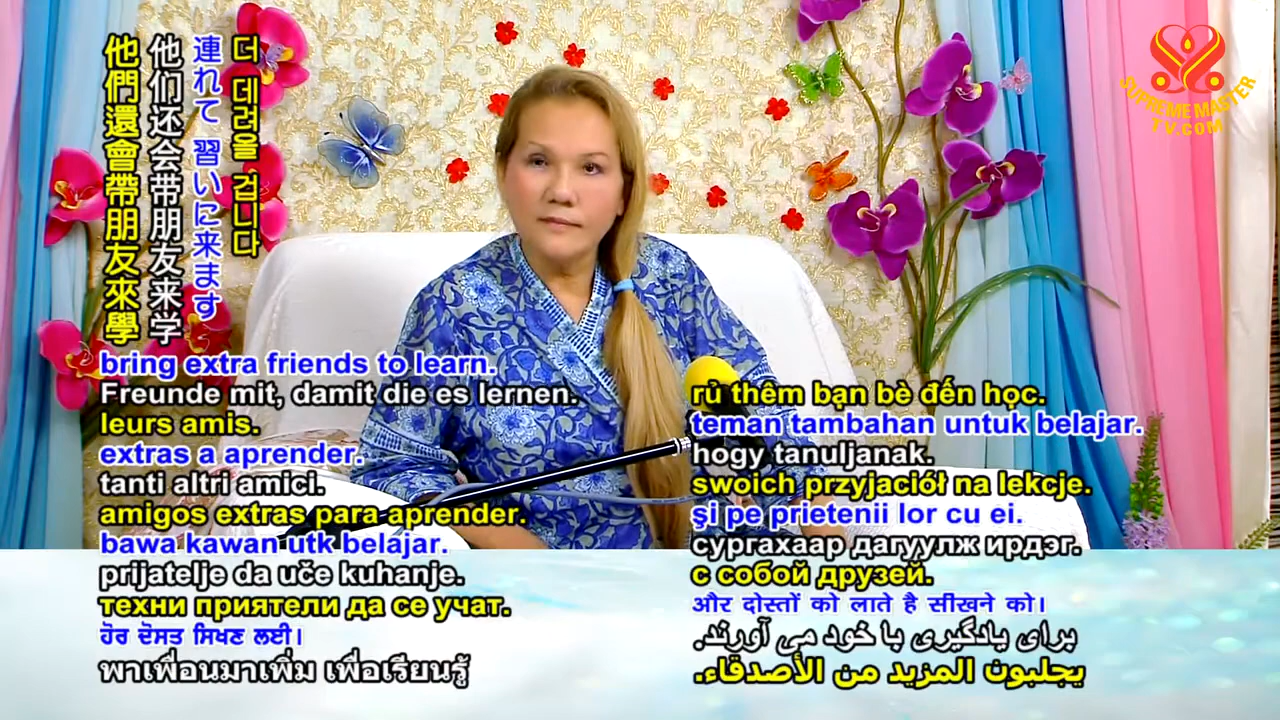 더 데려올 겁니다
連れて 習いに来ます
他们还会带朋友来学
他們還會帶朋友來學
SUPREME MASTER
TV.COM
bring extra friends to learn.
Freunde mit, damit die es lernen.
leurs amis.
extras a aprender.
tanti altri amici.
amigos extras para aprender.
bawa kawan utk belajar.
prijatelje da uče kuhanje.
техни приятели да се учат.
ਹੋਰ ਦੋਸਤ ਸਿਖਣ ਲਈ।
พาเพื่อนมาเพิ่ม เพื่อเรียนรู้
rủ thêm bạn bè đến học.
teman tambahan untuk belajar.
hogy tanuljanak.
swoich przyjaciół na lekcje.
şi pe prietenii lor cu ei.
сургахаар дагуулж ирдэг.
с собой друзей.
और दोस्तों को लाते है सीखने को।
برای یادگیری با خود می آورند.
يجلبون المزيد من الأصدقاء.